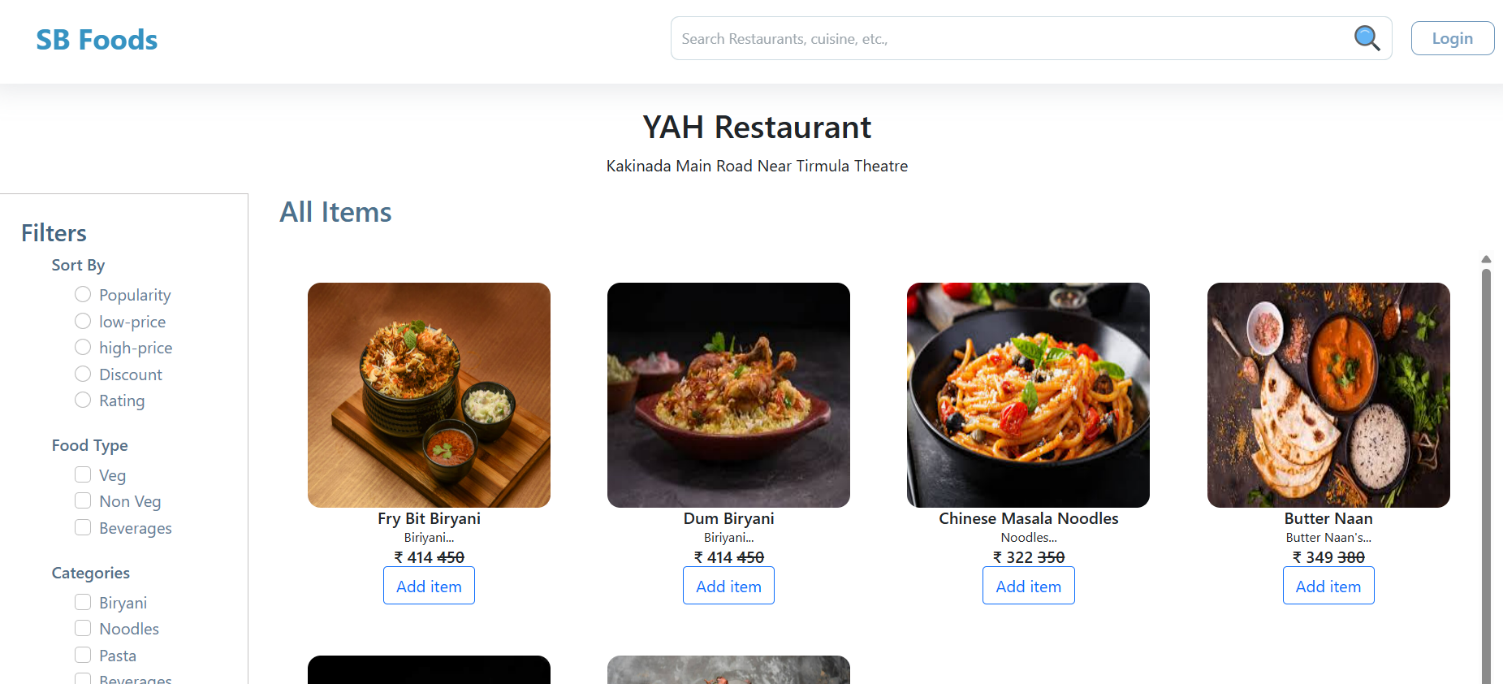 SB Foods
Search Restaurants, cuisine, etc.,
Login
YAH Restaurant
Kakinada Main Road Near Tirmula Theatre
Filters
Sort By
Popularity
low-price
high-price
Discount
Rating
Food Type
Veg
Non Veg
Beverages
Categories
Biryani
Noodles
Pasta
Beverages
All Items
Fry Bit Biryani
Biriyani...
₹ 414 450
Add item
Dum Biryani
Biriyani...
₹ 414 450
Add item
Chinese Masala Noodles
Noodles...
₹ 322 350
Add item
Butter Naan
Butter Naan's...
₹ 349 380
Add item